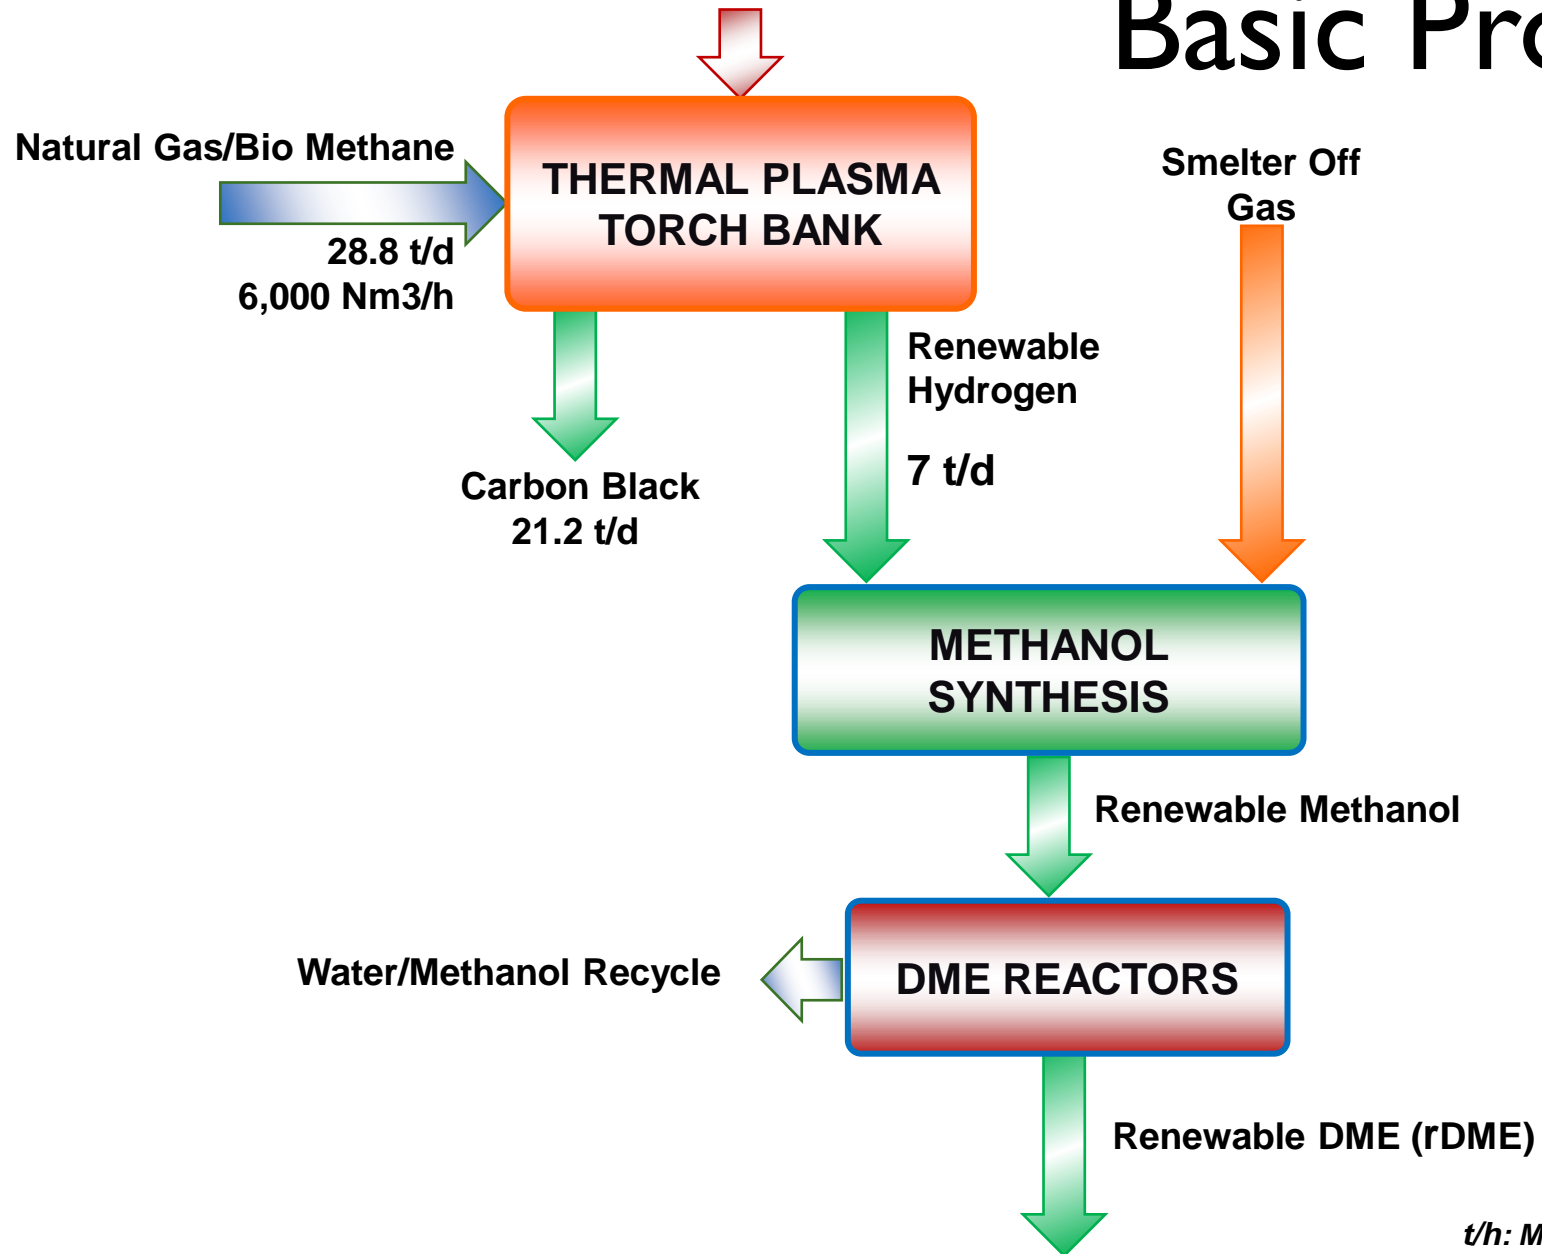 Basic Pro
Natural Gas/Bio Methane
28.8 t/d
6,000 Nm3/h
THERMAL PLASMA
TORCH BANK
Smelter Off
Gas
Renewable
Hydrogen
7 t/d
Carbon Black
21.2 t/d
METHANOL
SYNTHESIS
Renewable Methanol
Water/Methanol Recycle
DME REACTORS
Renewable DME (rDME)
t/h: M